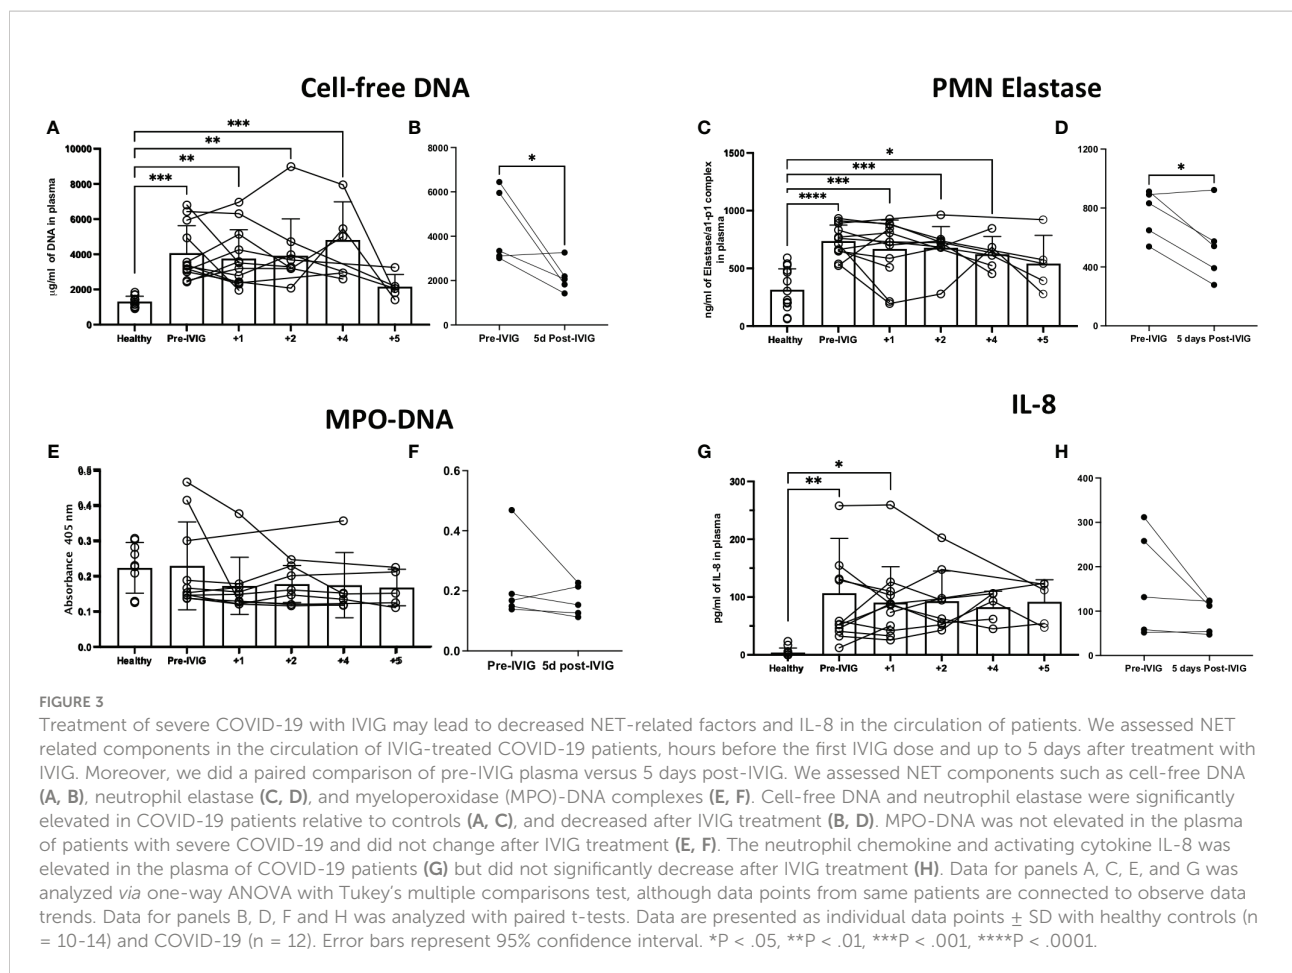 Cell-free DNA
PMN Elastase
A
B
C
D
***
**
**
***
10000
8000
6000
4000
2000
0
µg/ml of DNA in plasma
Healthy Pre-IVIG +1 +2 +4 +5
*
8000
6000
4000
2000
0
Pre-IVIG 5d Post-IVIG
*
***
***
****
1500
1000
500
0
ng/ml of Elastase/a1-p1 complex
in plasma
Healthy Pre-IVIG +1 +2 +4 +5
*
1200
800
400
0
Pre-IVIG 5 days Post-IVIG
MPO-DNA
IL-8
E
F
G
H
0.5
0.4
0.3
0.2
0.1
0.0
Absorbance 405 nm
Healthy Pre-IVIG +1 +2 +4 +5
0.6
0.4
0.2
0.0
Pre-IVIG 5d post-IVIG
*
**
300
200
100
0
pg/ml of IL-8 in plasma
Healthy Pre-IVIG +1 +2 +4 +5
400
300
200
100
0
Pre-IVIG 5 days Post-IVIG
FIGURE 3
Treatment of severe COVID-19 with IVIG may lead to decreased NET-related factors and IL-8 in the circulation of patients. We assessed NET
related components in the circulation of IVIG-treated COVID-19 patients, hours before the first IVIG dose and up to 5 days after treatment with
IVIG. Moreover, we did a paired comparison of pre-IVIG plasma versus 5 days post-IVIG. We assessed NET components such as cell-free DNA
(A, B), neutrophil elastase (C, D), and myeloperoxidase (MPO)-DNA complexes (E, F). Cell-free DNA and neutrophil elastase were significantly
elevated in COVID-19 patients relative to controls (A, C), and decreased after IVIG treatment (B, D). MPO-DNA was not elevated in the plasma
of patients with severe COVID-19 and did not change after IVIG treatment (E, F). The neutrophil chemokine and activating cytokine IL-8 was
elevated in the plasma of COVID-19 patients (G) but did not significantly decrease after IVIG treatment (H). Data for panels A, C, E, and G was
analyzed via one-way ANOVA with Tukey's multiple comparisons test, although data points from same patients are connected to observe data
trends. Data for panels B, D, F and H was analyzed with paired t-tests. Data are presented as individual data points ± SD with healthy controls (n
= 10-14) and COVID-19 (n = 12). Error bars represent 95% confidence interval. *P < .05, **P < .01, ***P < .001, ****P < .0001.